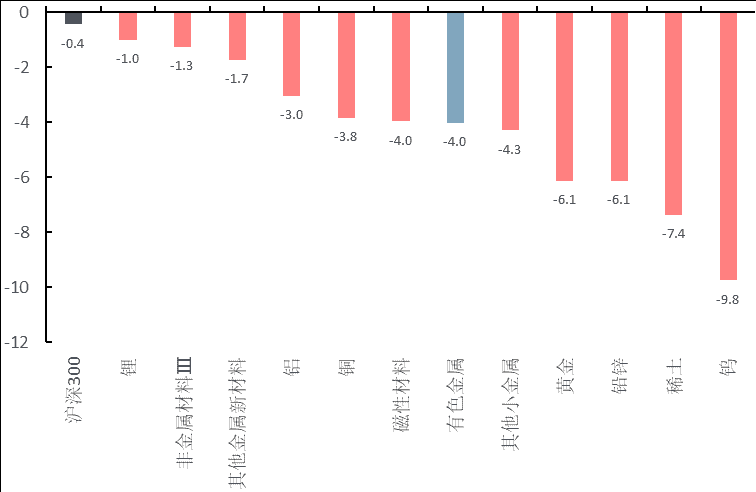 0
-2
-4
-6
-8
-10
-12
-0.4
-1.0
-1.3
-1.7
-3.0
-3.8
-4.0
-4.0
-4.3
-6.1
-6.1
-7.4
-9.8
沪深300
锂
非金属材料Ⅲ
其他金属新材料
铝
铜
磁性材料
有色金属
其他小金属
黄金
铅锌
稀土
钨